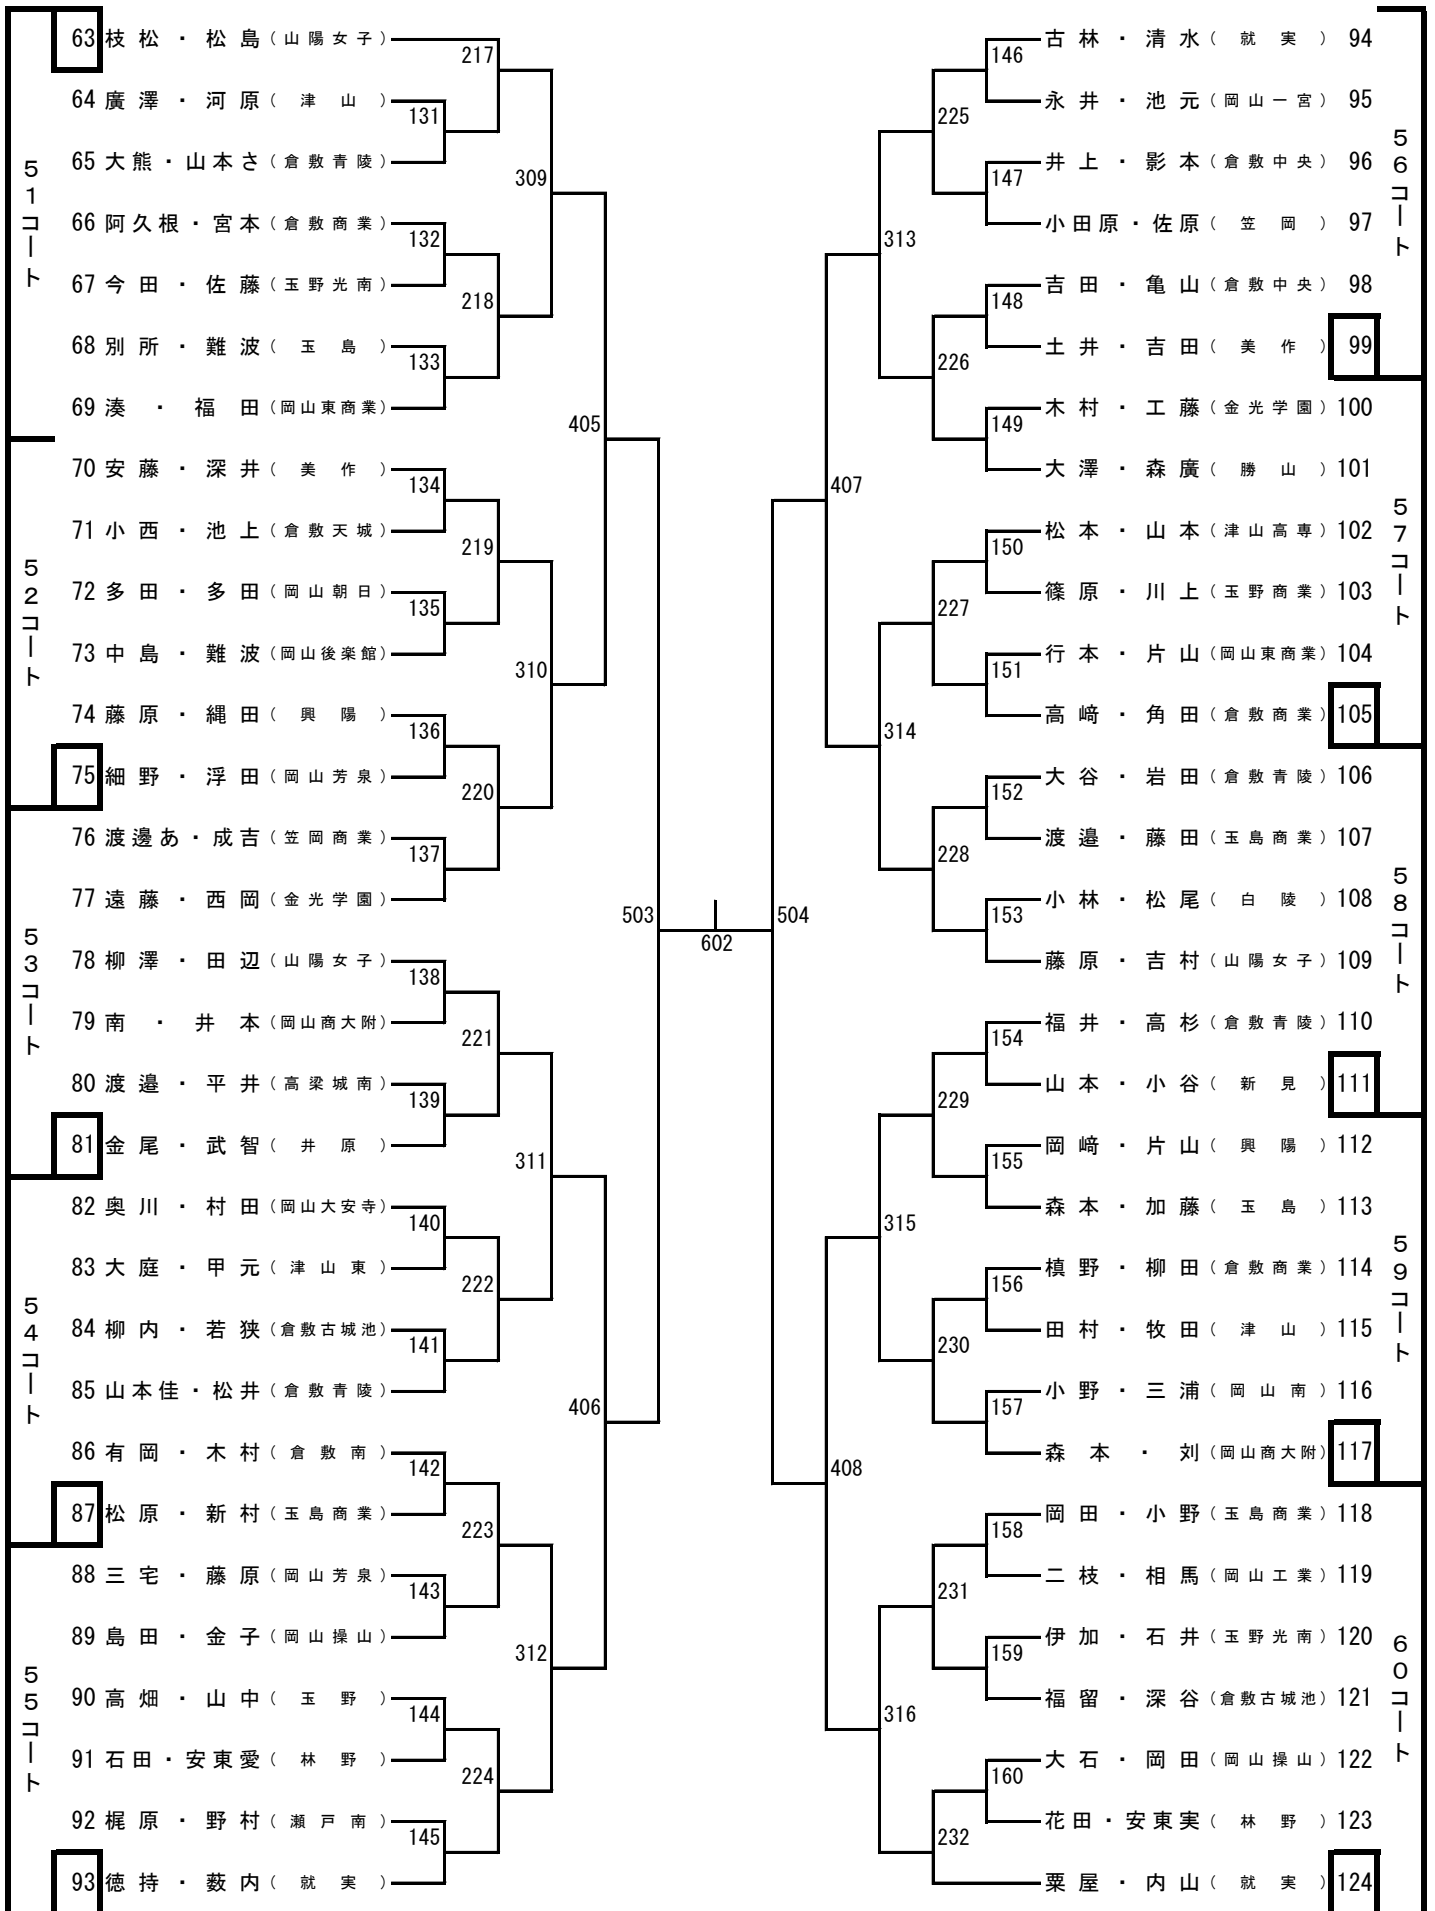 51コート
63 枝松・松島（山陽女子）
64 廣澤・河原（津山）
65 大熊・山本さ（倉敷青陵）
66 阿久根・宮本（倉敷商業）
67 今田・佐藤（玉野光南）
68 別所・難波（玉島）
69 湊・福田（岡山東商業）
52コート
70 安藤・深井（美作）
71 小西・池上（倉敷天城）
72 多田・多田（岡山朝日）
73 中島・難波（岡山後楽館）
74 藤原・縄田（興陽）
75 細野・浮田（岡山芳泉）
53コート
76 渡邊あ・成吉（笠岡商業）
77 遠藤・西岡（金光学園）
78 柳澤・田辺（山陽女子）
79 南・井本（岡山商大附）
80 渡邉・平井（高梁城南）
81 金尾・武智（井原）
54コート
82 奥川・村田（岡山大安寺）
83 大庭・甲元（津山東）
84 柳内・若狭（倉敷古城池）
85 山本佳・松井（倉敷青陵）
86 有岡・木村（倉敷南）
87 松原・新村（玉島商業）
55コート
88 三宅・藤原（岡山芳泉）
89 島田・金子（岡山操山）
90 高畑・山中（玉野）
91 石田・安東愛（林野）
92 梶原・野村（瀬戸南）
93 徳持・薮内（就実）
131
132
133
134
135
136
137
138
139
140
141
142
143
144
145
217
218
219
220
221
222
223
224
309
310
311
312
405
406
503
602
504
407
408
313
314
315
316
225
226
227
228
229
230
231
232
146
147
148
149
150
151
152
153
154
155
156
157
158
159
160
56コート
古林・清水（就実） 94
永井・池元（岡山一宮） 95
井上・影本（倉敷中央） 96
小田原・佐原（笠岡） 97
吉田・亀山（倉敷中央） 98
土井・吉田（美作） 99
57コート
木村・工藤（金光学園） 100
大澤・森廣（勝山） 101
松本・山本（津山高専） 102
篠原・川上（玉野商業） 103
行本・片山（岡山東商業） 104
高﨑・角田（倉敷商業） 105
58コート
大谷・岩田（倉敷青陵） 106
渡邉・藤田（玉島商業） 107
小林・松尾（白陵） 108
藤原・吉村（山陽女子） 109
福井・高杉（倉敷青陵） 110
山本・小谷（新見） 111
59コート
岡﨑・片山（興陽） 112
森本・加藤（玉島） 113
槙野・柳田（倉敷商業） 114
田村・牧田（津山） 115
小野・三浦（岡山南） 116
森本・刘（岡山商大附） 117
60コート
岡田・小野（玉島商業） 118
二枝・相馬（岡山工業） 119
伊加・石井（玉野光南） 120
福留・深谷（倉敷古城池） 121
大石・岡田（岡山操山） 122
花田・安東実（林野） 123
粟屋・内山（就実） 124